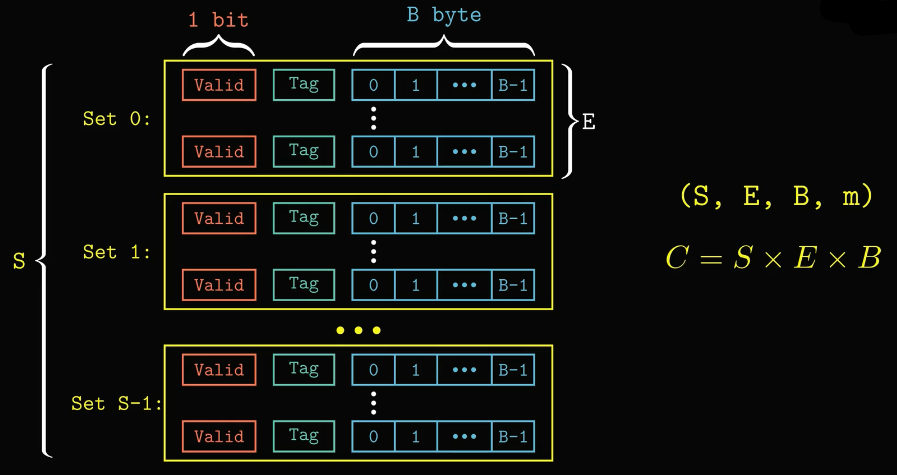 1 bit B byte
Valid Tag 0 1 ••• B-1
Set 0: E
Valid Tag 0 1 ••• B-1
(S, E, B, m)
Valid Tag 0 1 ••• B-1
S Set 1: C = S × E × B
Valid Tag 0 1 ••• B-1
•••
Valid Tag 0 1 ••• B-1
Set S-1:
Valid Tag 0 1 ••• B-1